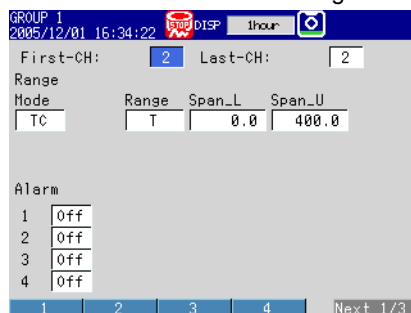 GROUP 1
2005/12/01 16:34:22 STOP DISP 1hour
First-CH: 2 Last-CH: 2
Range
Mode Range Span_L Span_U
TC T 0.0 400.0
Alarm
1 Off
2 Off
3 Off
4 Off
1 2 3 4 Next 1/3